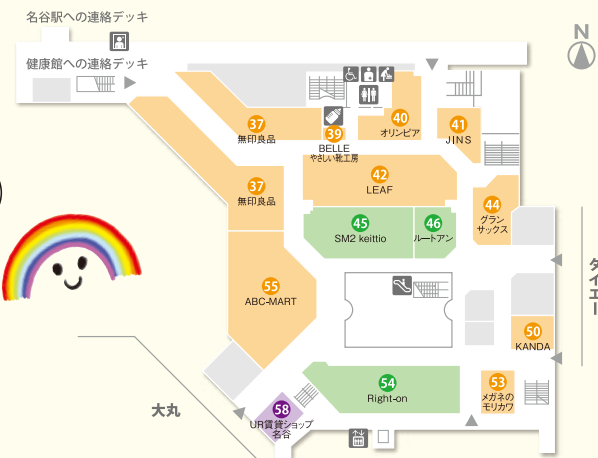 名谷駅への連絡デッキ
健康館への連絡デッキ
N
37
無印良品
39
BELLE
やさしい靴工房
40
オリンピア
41
JINS
37
無印良品
42
LEAF
44
グラン
サックス
45
SM2 keittio
46
ルートアン
55
ABC-MART
ダイエー
50
KANDA
54
Right-on
53
メガネの
モリカワ
大丸
58
UR賃貸ショップ
名谷